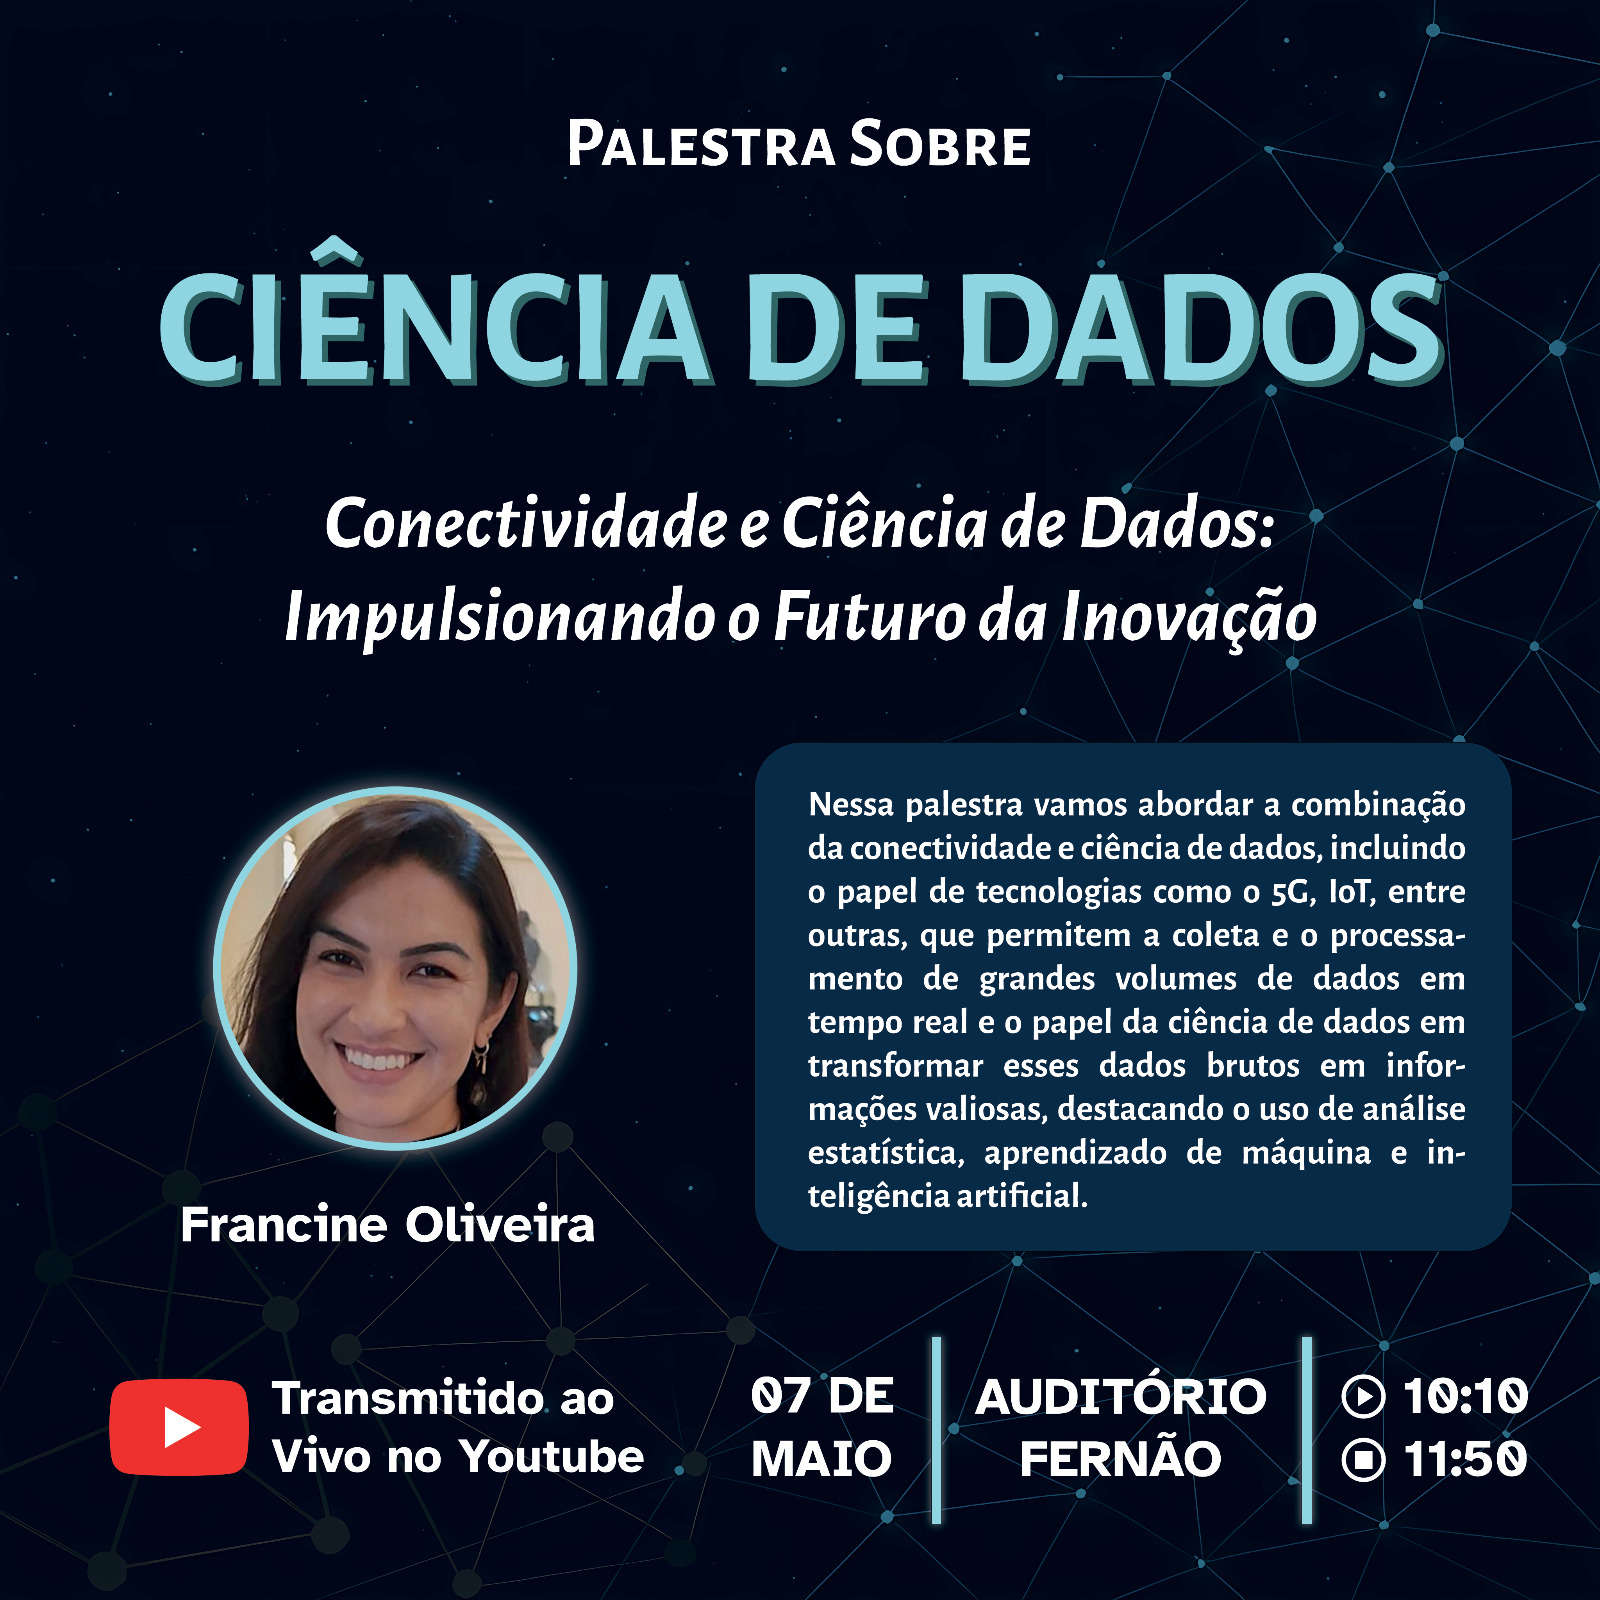 Palestra Sobre
CIÊNCIA DE DADOS
Conectividade e Ciência de Dados:
Impulsionando o Futuro da Inovação
Nessa palestra vamos abordar a combinação
da conectividade e ciência de dados, incluindo
o papel de tecnologias como o 5G, IoT, entre
outras, que permitem a coleta e o processa-
mento de grandes volumes de dados em
tempo real e o papel da ciência de dados em
transformar esses dados brutos em infor-
mações valiosas, destacando o uso de análise
estatística, aprendizado de máquina e in-
teligência artificial.
Francine Oliveira
Transmitido ao
Vivo no Youtube
07 DE
MAIO
AUDITÓRIO
FERNÃO
10:10
11:50